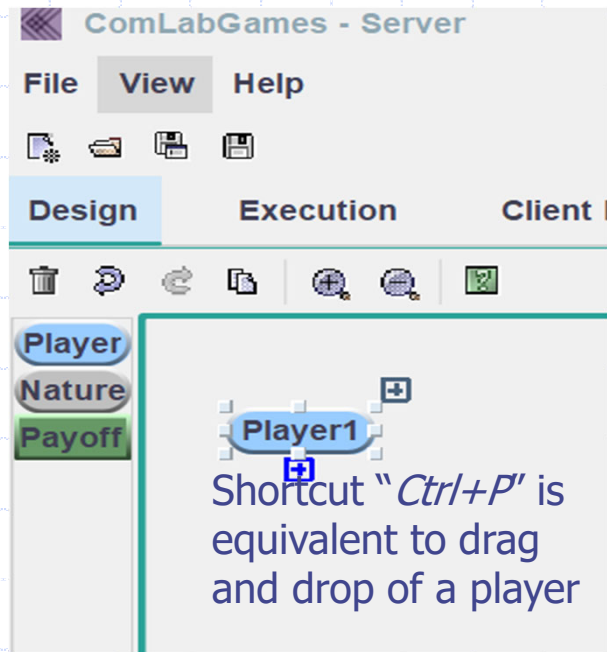 ComLabGames - Server
File View Help
Design Execution Client
Player
Nature
Payoff
Player1
Shortcut “Ctrl+P” is
equivalent to drag
and drop of a player